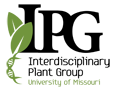 IPG
Interdisciplinary
Plant Group
University of Missouri